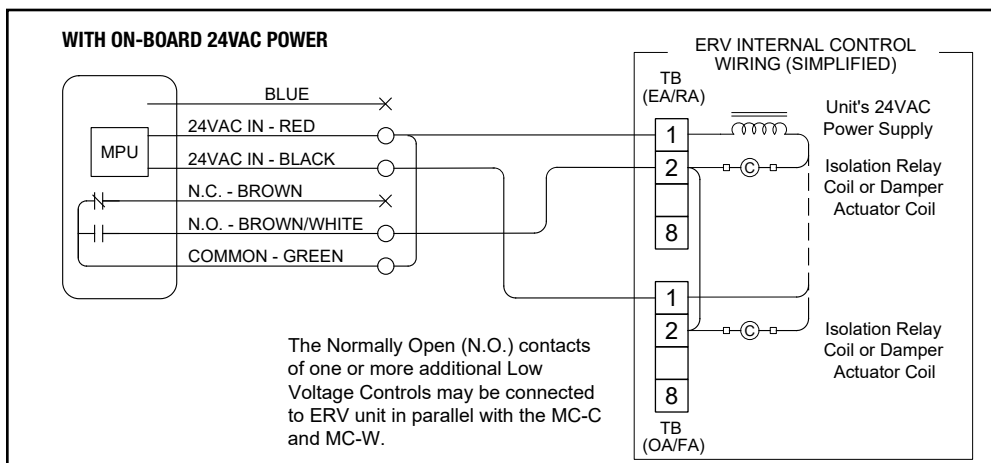 WITH ON-BOARD 24VAC POWER
ERV INTERNAL CONTROL
WIRING (SIMPLIFIED)
TB
(EA/RA)
BLUE
24VAC IN - RED
MPU
24VAC IN - BLACK
N.C. - BROWN
N.O. - BROWN/WHITE
COMMON - GREEN
1
2
8
Unit's 24VAC
Power Supply
C
Isolation Relay
Coil or Damper
Actuator Coil
1
2
8
C
Isolation Relay
Coil or Damper
Actuator Coil
TB
(OA/FA)
The Normally Open (N.O.) contacts
of one or more additional Low
Voltage Controls may be connected
to ERV unit in parallel with the MC-C
and MC-W.